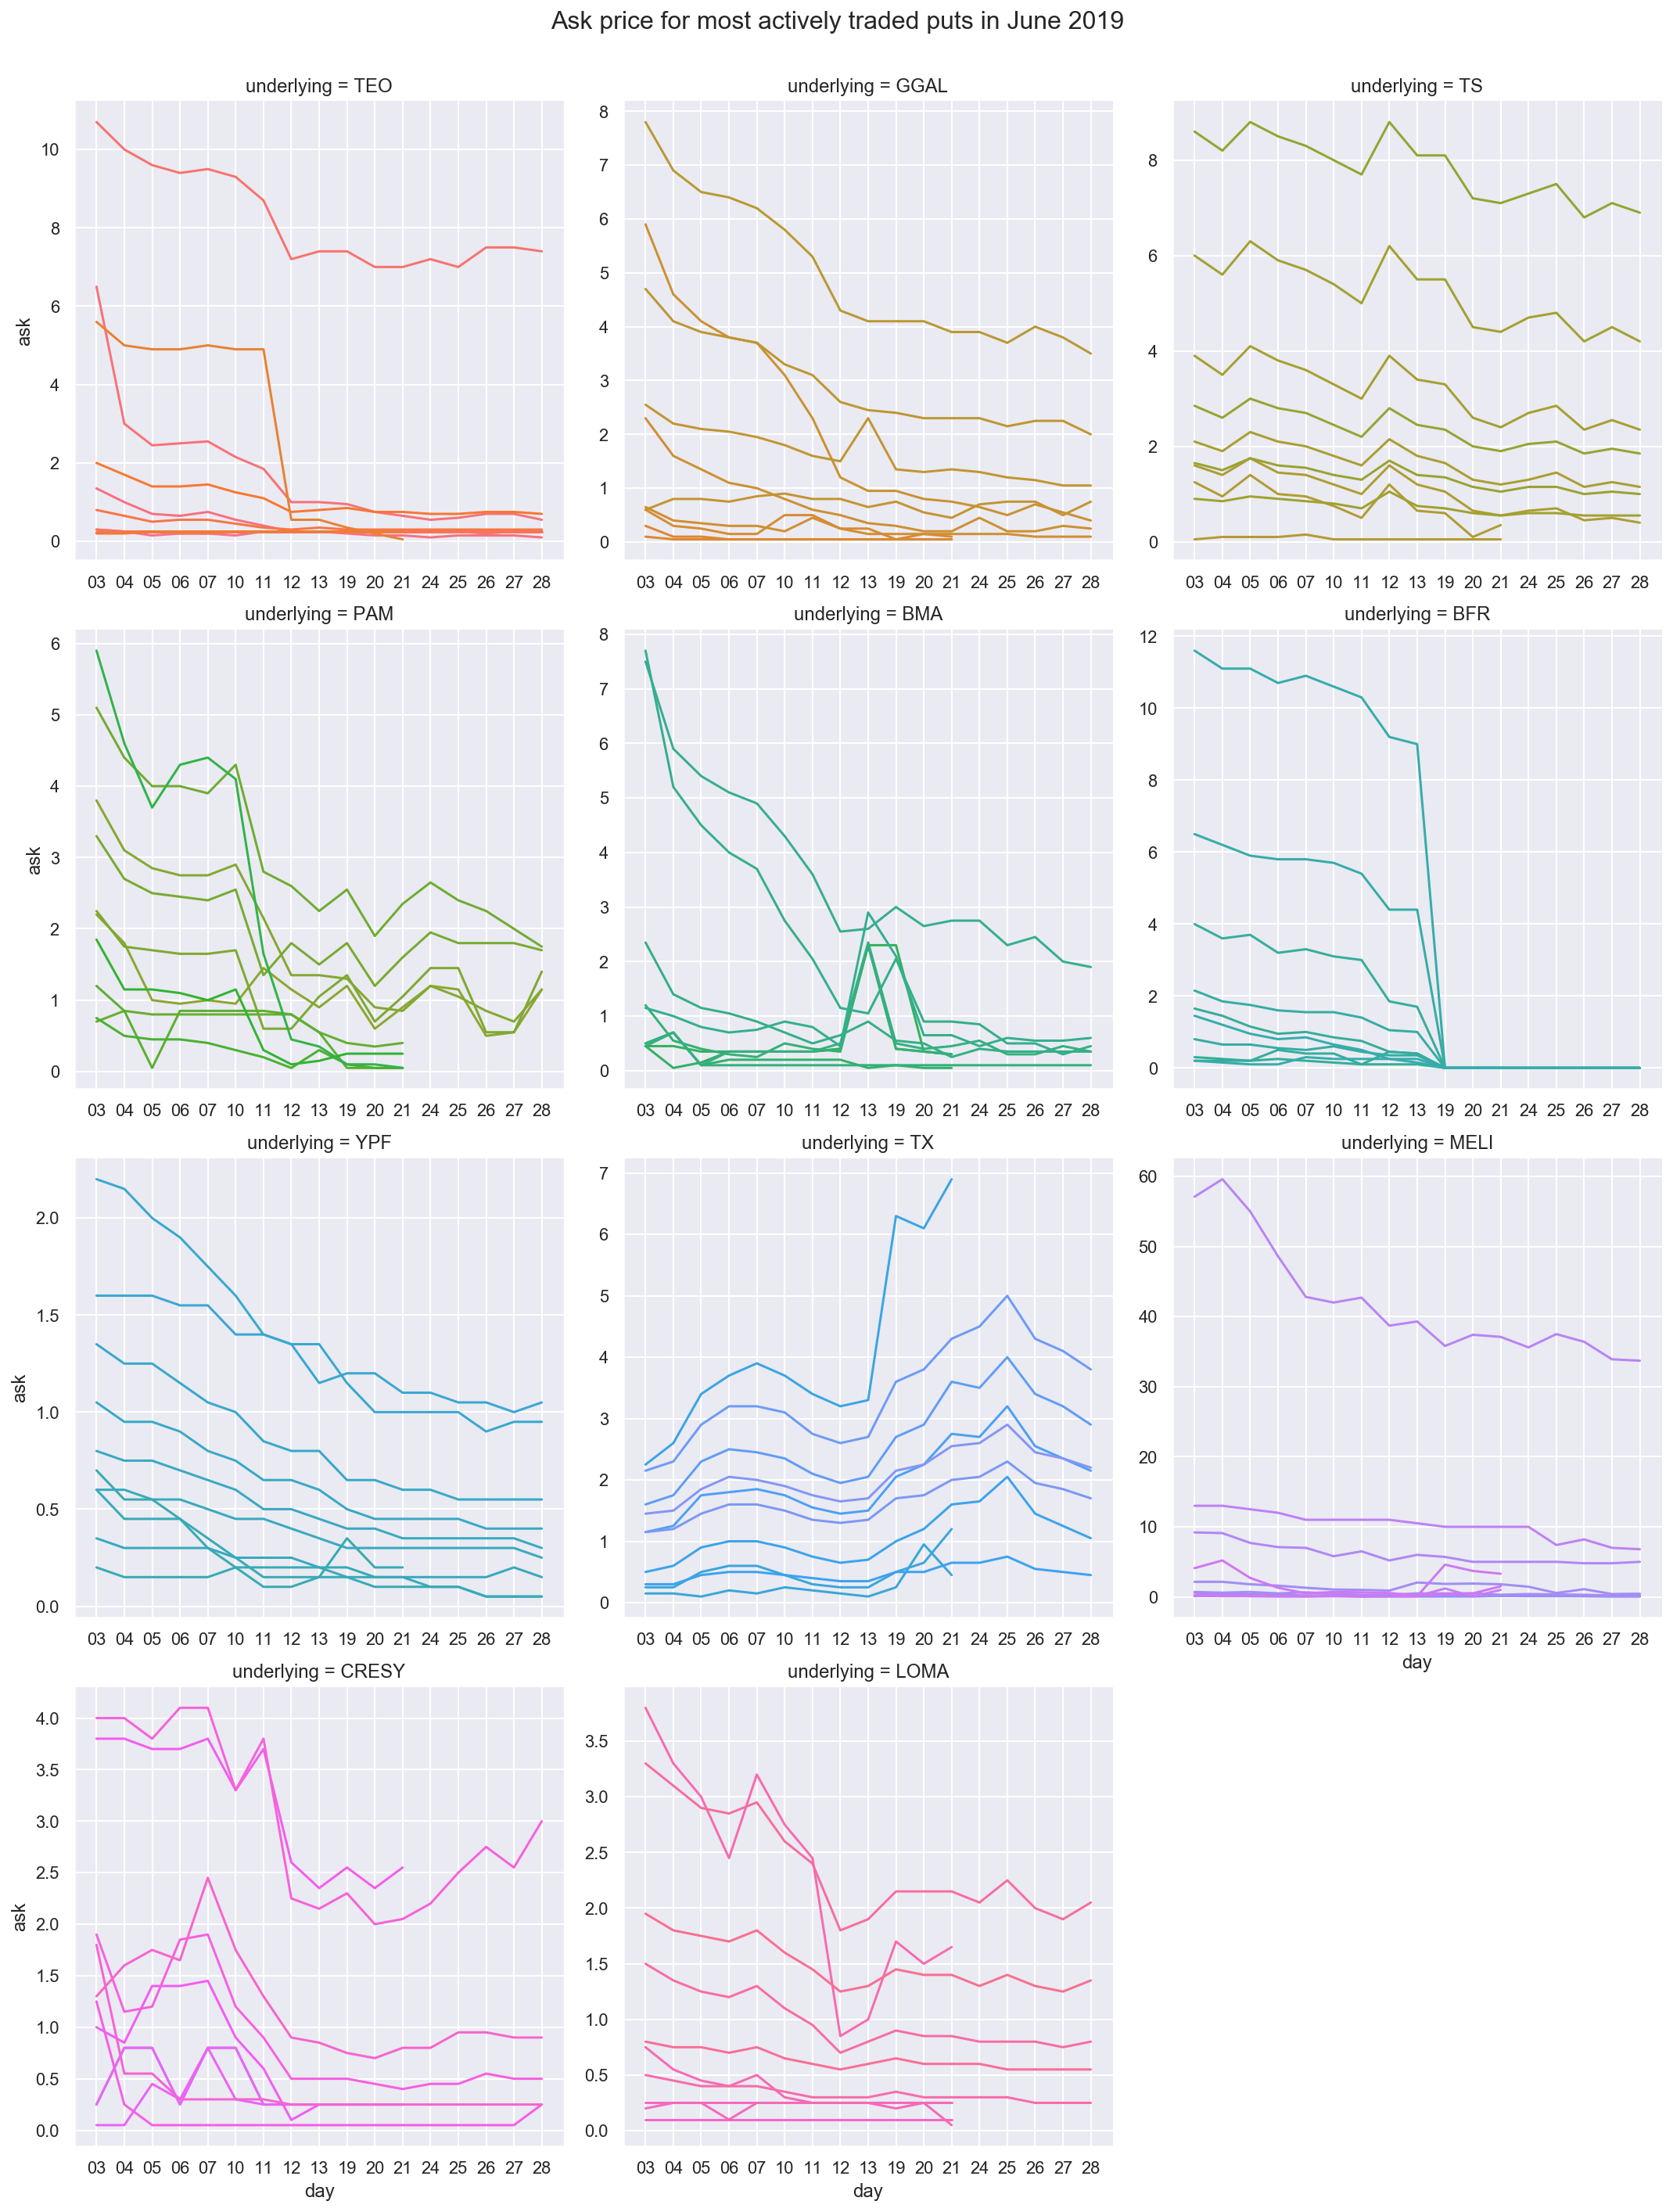 Ask price for most actively traded puts in June 2019
underlying = TEO
ask
10
8
6
4
2
0
03 04 05 06 07 10 11 12 13 19 20 21 24 25 26 27 28
underlying = GGAL
8
7
6
5
4
3
2
1
0
03 04 05 06 07 10 11 12 13 19 20 21 24 25 26 27 28
underlying = TS
8
6
4
2
0
03 04 05 06 07 10 11 12 13 19 20 21 24 25 26 27 28
underlying = PAM
ask
6
5
4
3
2
1
0
03 04 05 06 07 10 11 12 13 19 20 21 24 25 26 27 28
underlying = BMA
8
7
6
5
4
3
2
1
0
03 04 05 06 07 10 11 12 13 19 20 21 24 25 26 27 28
underlying = BFR
12
10
8
6
4
2
0
03 04 05 06 07 10 11 12 13 19 20 21 24 25 26 27 28
underlying = YPF
ask
2.0
1.5
1.0
0.5
0.0
03 04 05 06 07 10 11 12 13 19 20 21 24 25 26 27 28
underlying = TX
7
6
5
4
3
2
1
0
03 04 05 06 07 10 11 12 13 19 20 21 24 25 26 27 28
underlying = MELI
60
50
40
30
20
10
0
03 04 05 06 07 10 11 12 13 19 20 21 24 25 26 27 28
day
underlying = CRESY
ask
4.0
3.5
3.0
2.5
2.0
1.5
1.0
0.5
0.0
03 04 05 06 07 10 11 12 13 19 20 21 24 25 26 27 28
day
underlying = LOMA
3.5
3.0
2.5
2.0
1.5
1.0
0.5
0.0
03 04 05 06 07 10 11 12 13 19 20 21 24 25 26 27 28
day